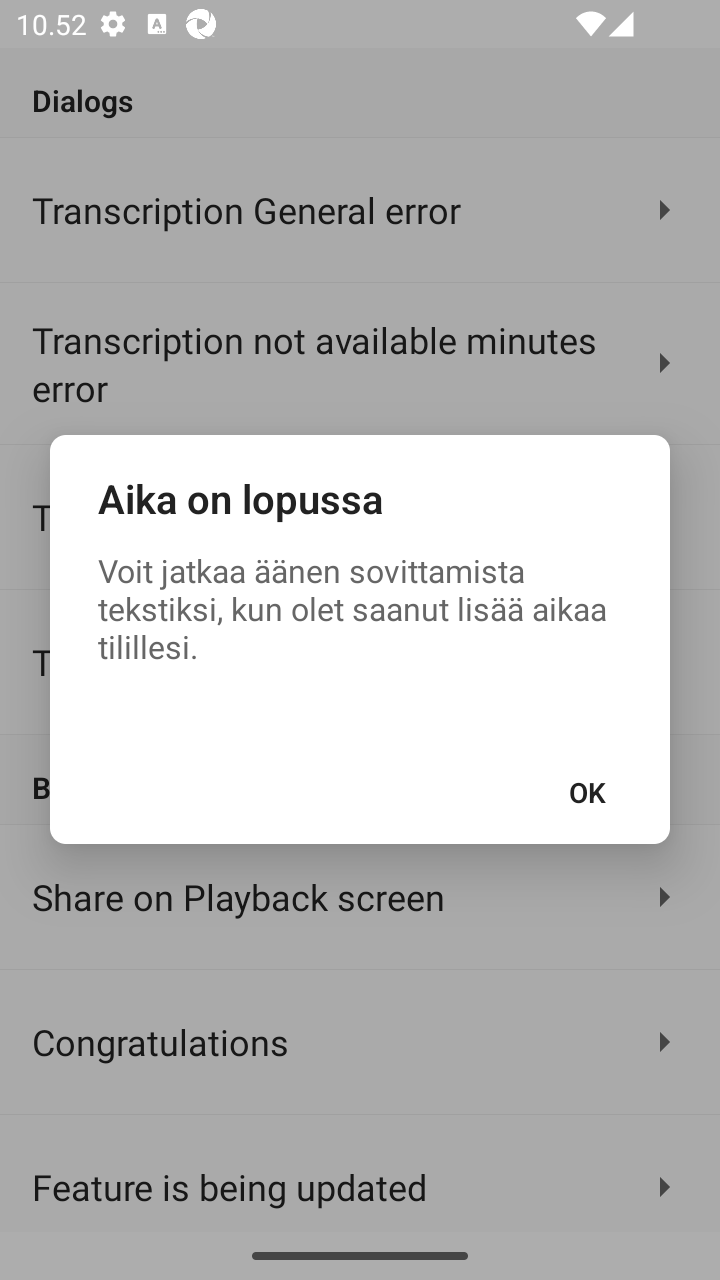 10.52
Dialogs
Transcription General error
Transcription not available minutes
error
T
Aika on lopussa
Voit jatkaa äänen sovittamista
tekstiksi, kun olet saanut lisää aikaa
tilillesi.
T
B
OK
Share on Playback screen
Congratulations
Feature is being updated